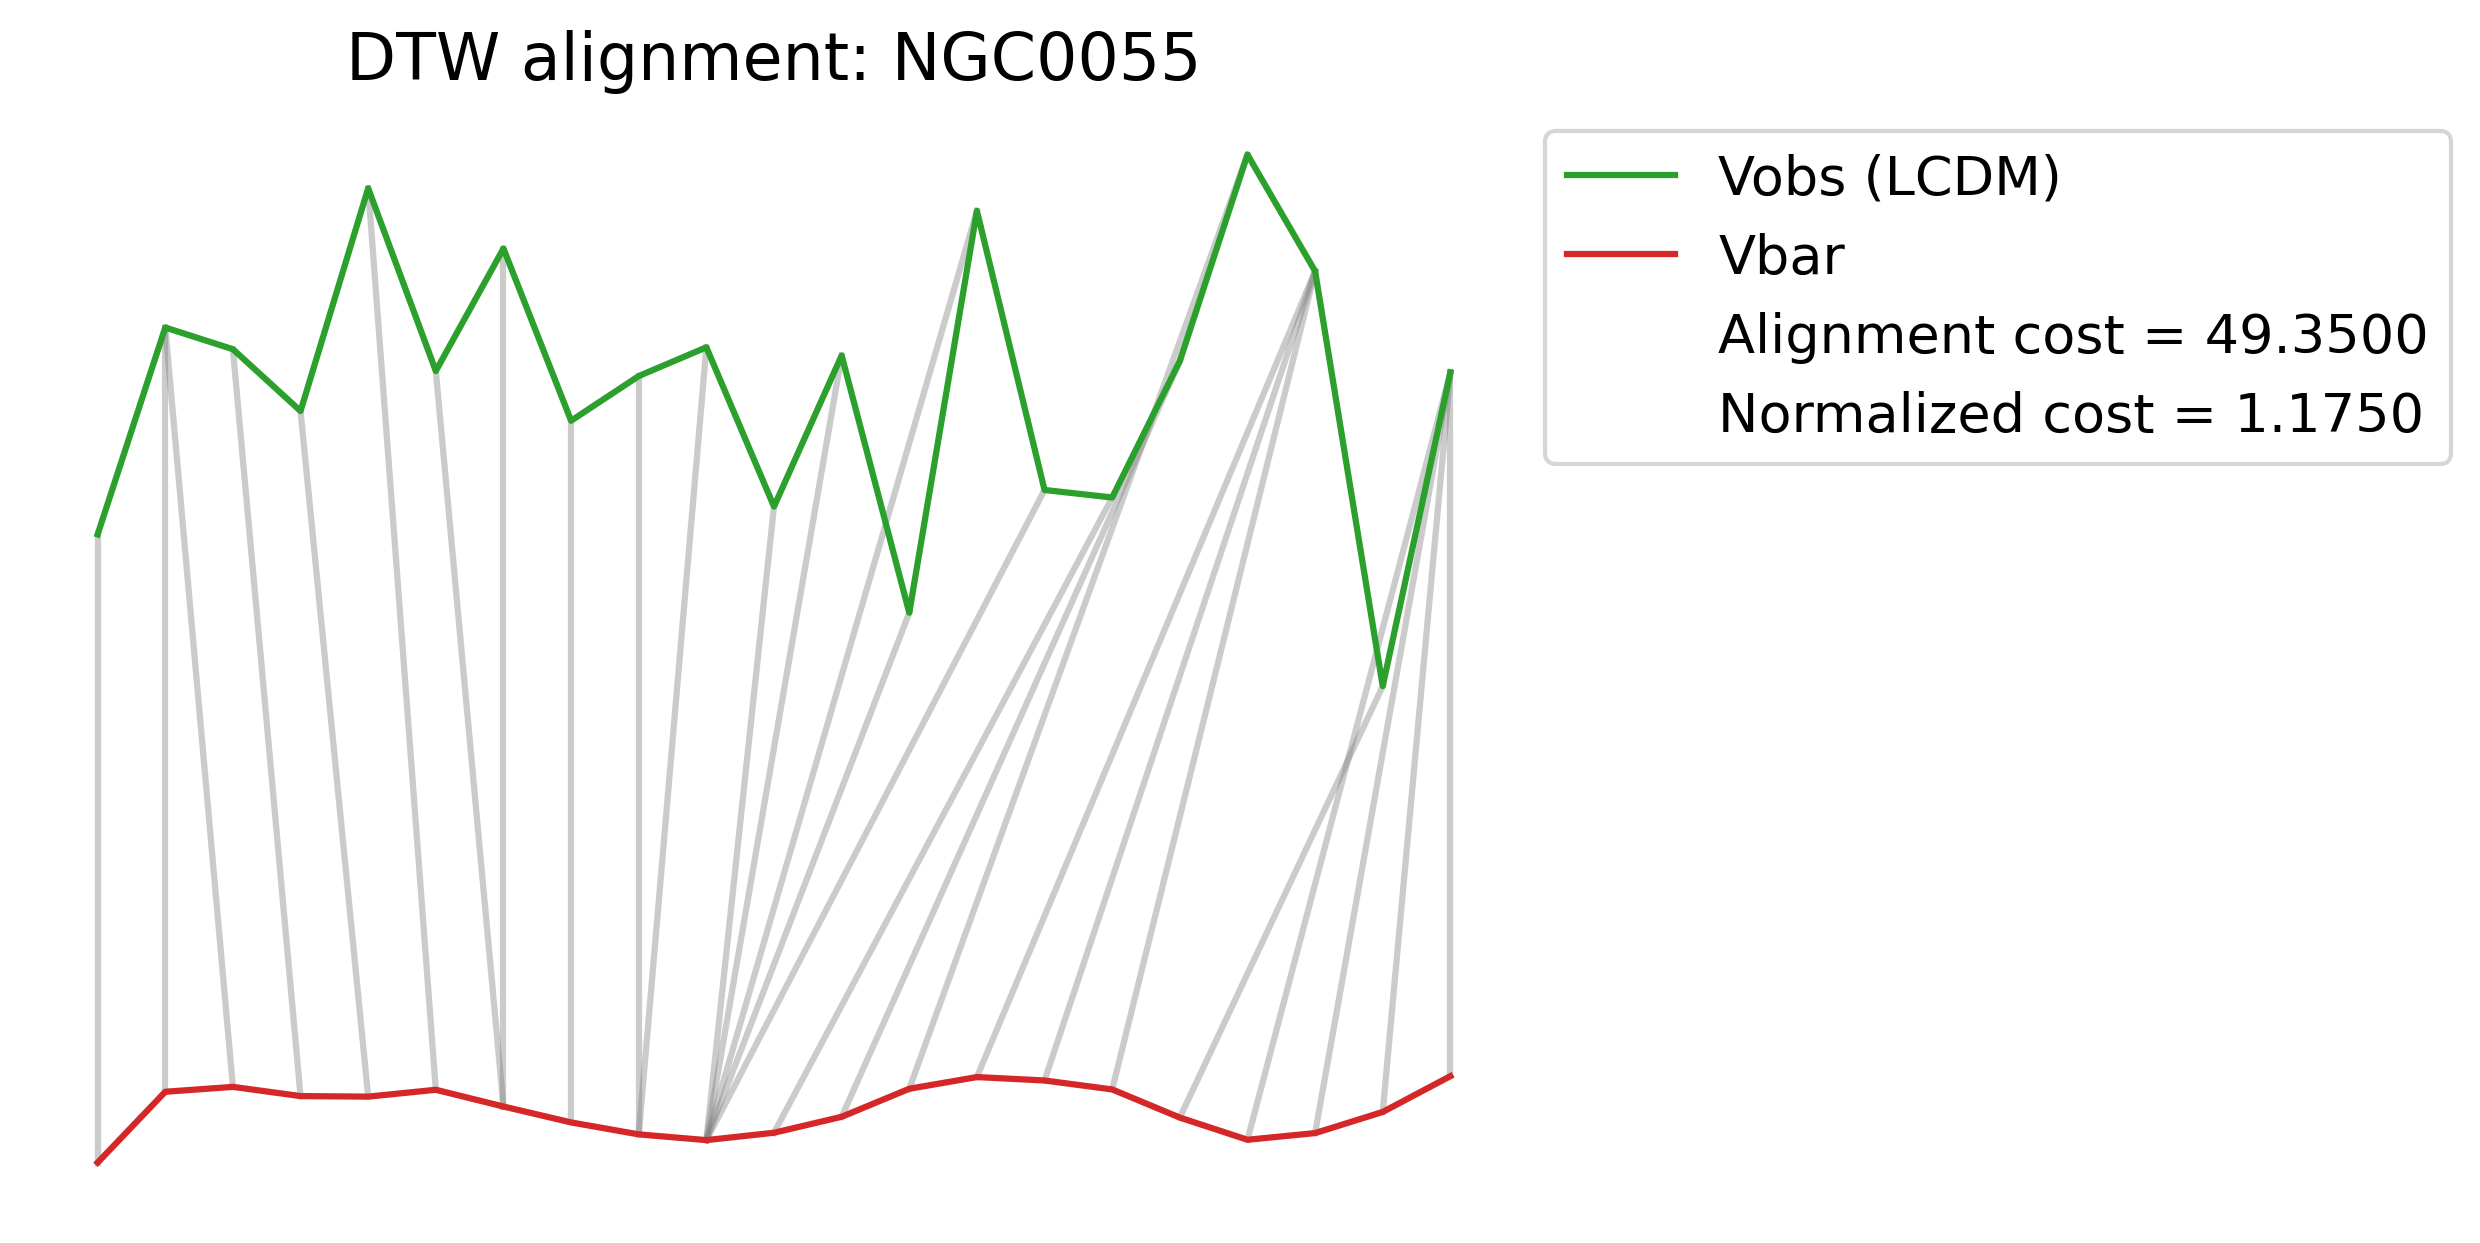 DTW alignment: NGC0055
Vobs (LCDM)
Vbar
Alignment cost = 49.3500
Normalized cost = 1.1750